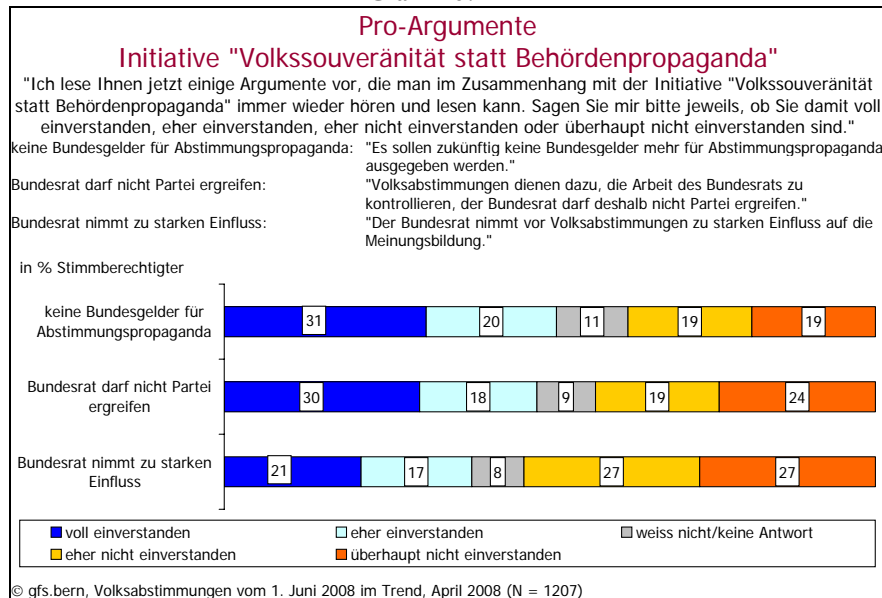 Pro-Argumente
Initiative "Volkssouveränität statt Behördenpropaganda"
"Ich lese Ihnen jetzt einige Argumente vor, die man im Zusammenhang mit der Initiative "Volkssouveränität
statt Behördenpropaganda" immer wieder hören und lesen kann. Sagen Sie mir bitte jeweils, ob Sie damit voll
einverstanden, eher einverstanden, eher nicht einverstanden oder überhaupt nicht einverstanden sind."
keine Bundesgelder für Abstimmungspropaganda: "Es sollen zukünftig keine Bundesgelder mehr für Abstimmungspropaganda
ausgegeben werden."
Bundesrat darf nicht Partei ergreifen: "Volksabstimmungen dienen dazu, die Arbeit des Bundesrats zu
kontrollieren, der Bundesrat darf deshalb nicht Partei ergreifen."
Bundesrat nimmt zu starken Einfluss: "Der Bundesrat nimmt vor Volksabstimmungen zu starken Einfluss auf die
Meinungsbildung."
in % Stimmberechtigter
keine Bundesgelder für
Abstimmungspropaganda
31 20 11 19 19
Bundesrat darf nicht Partei
ergreifen
30 18 9 19 24
Bundesrat nimmt zu starken
Einfluss
21 17 8 27 27
voll einverstanden eher einverstanden weiss nicht/keine Antwort
eher nicht einverstanden überhaupt nicht einverstanden
© gfs.bern, Volksabstimmungen vom 1. Juni 2008 im Trend, April 2008 (N = 1207)